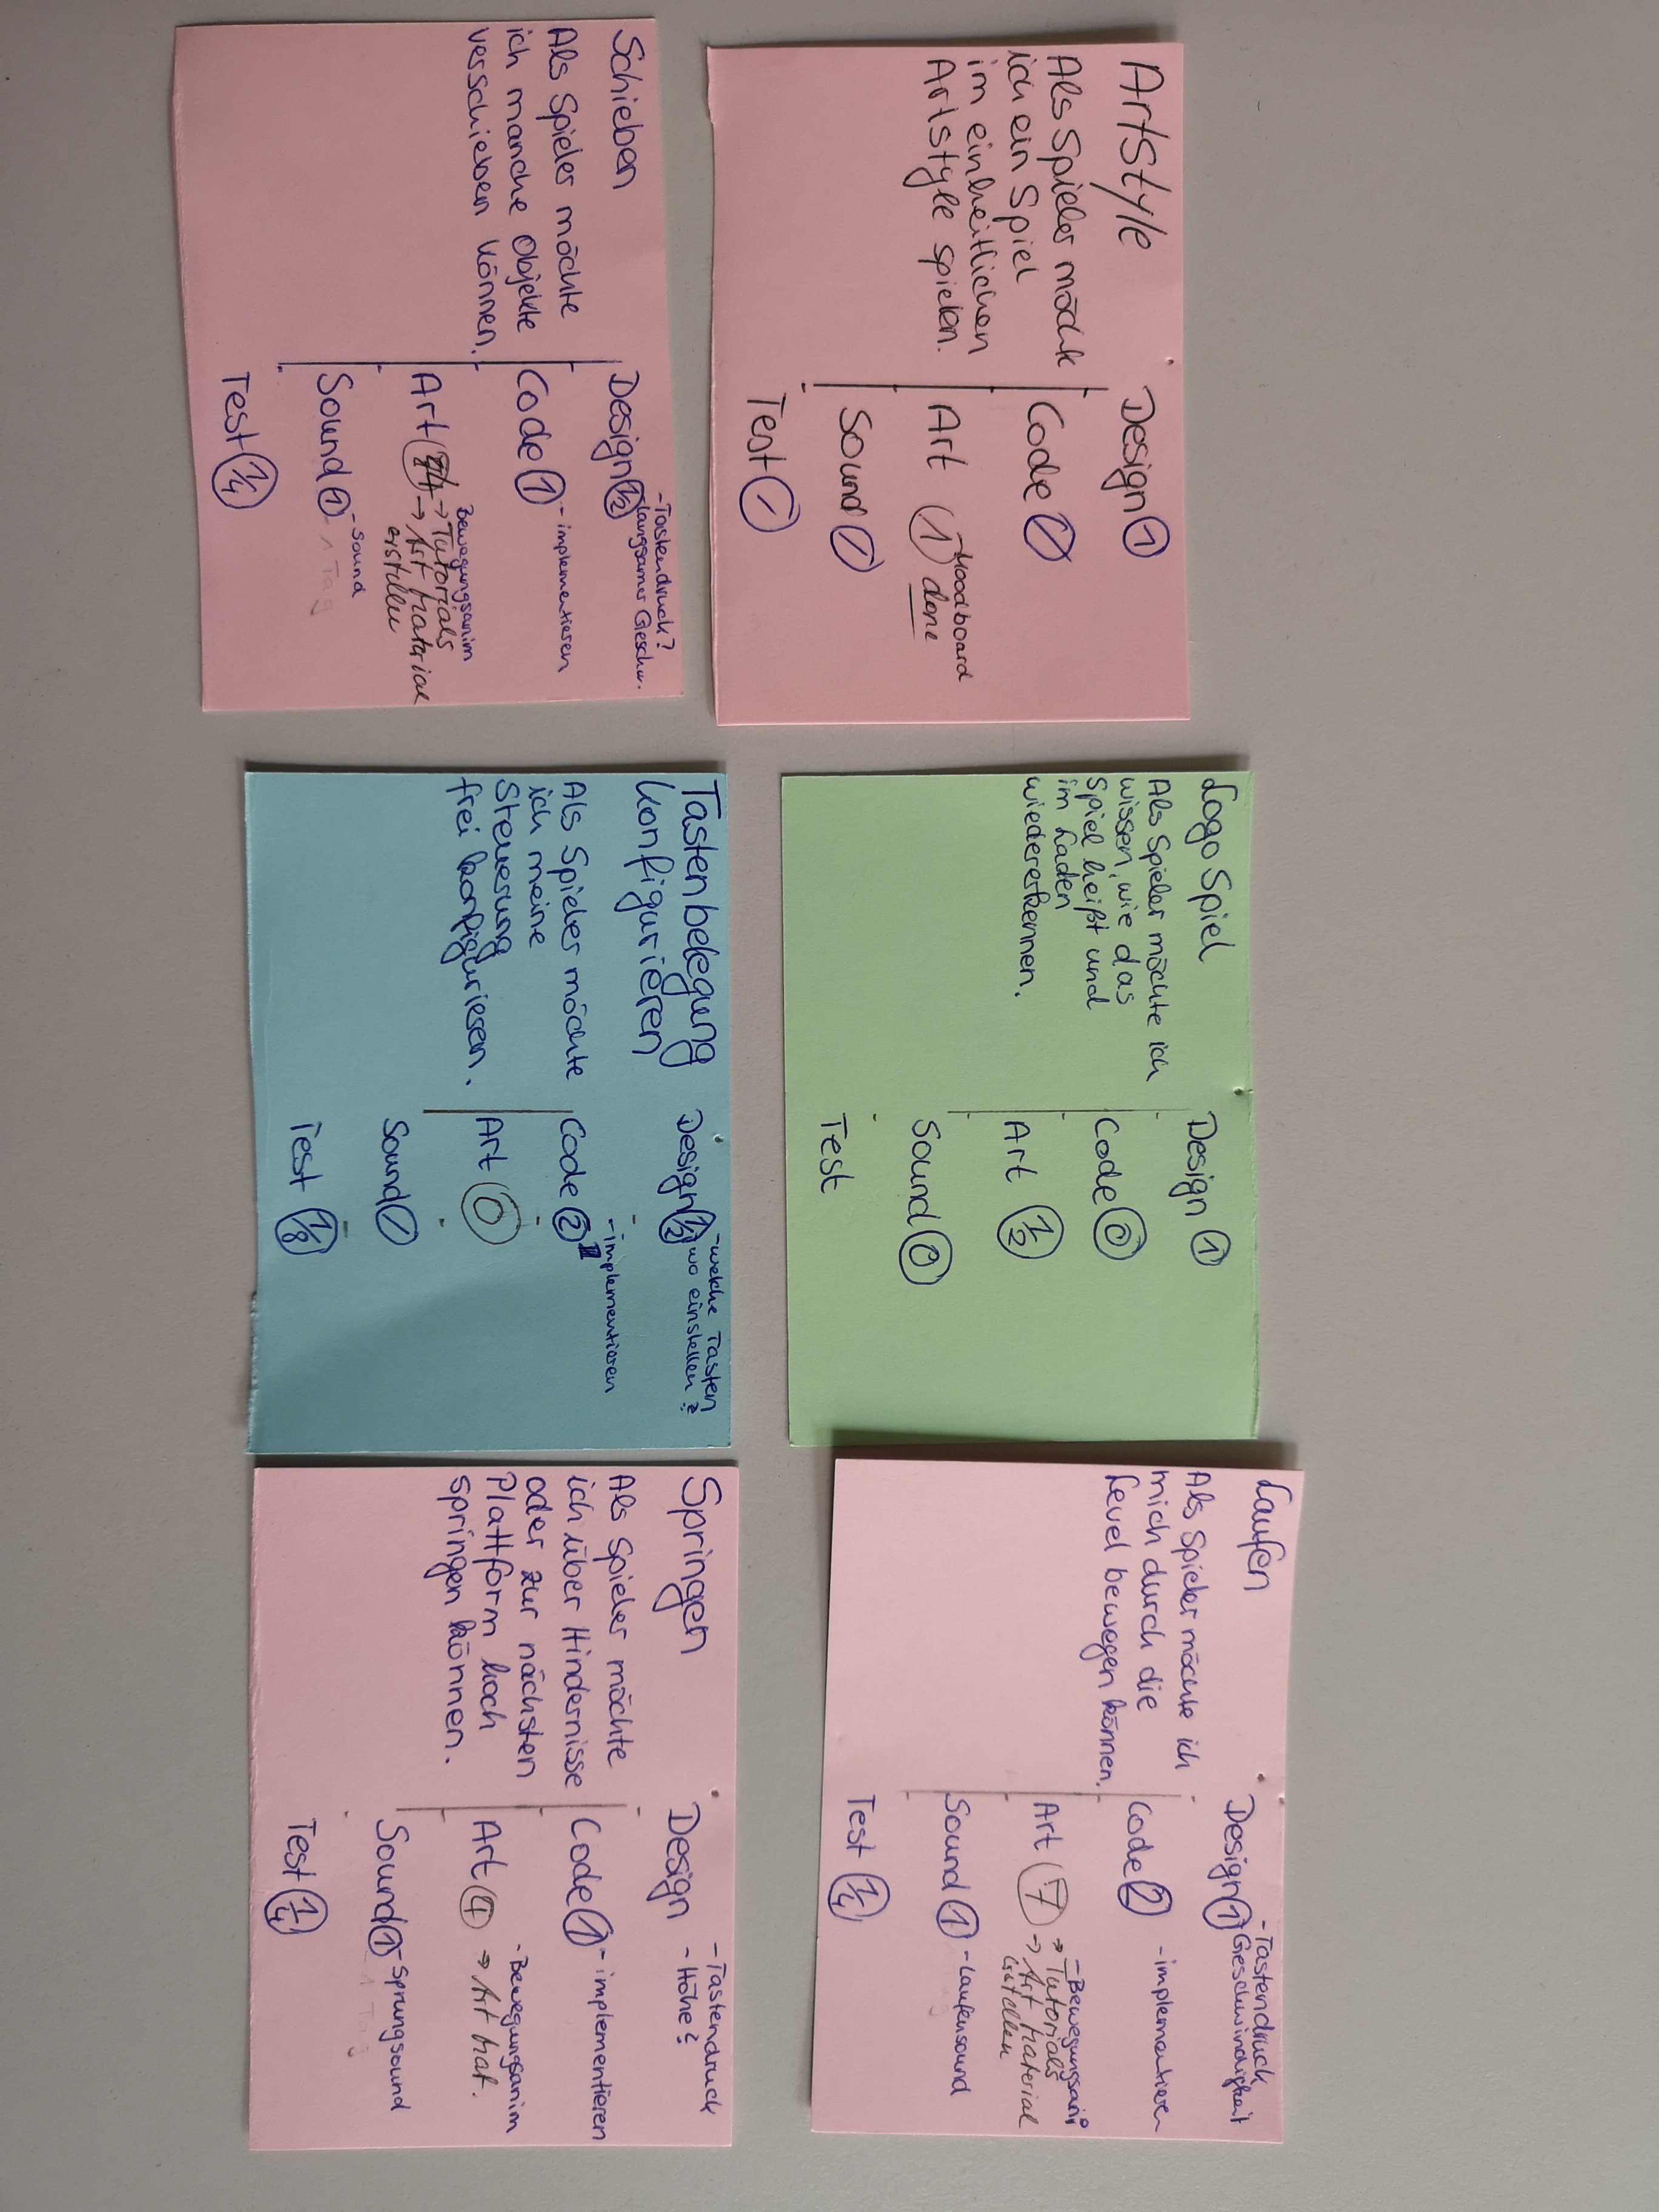 Artstyle
Als Spieler möchte
ich ein Spiel
im einheitlichen
Artstyle spielen.
Design 1
Code /
Art 1 Moodboard
done
Sound /
Test /
Logo Spiel
Als Spieler möchte ich
wissen, wie das
Spiel heißt und
im Laden
wiedererkennen.
Design 1
Code 0
Art 1/2
Sound 0
Test
Laufen
Als Spieler möchte ich
mich durch die
Level bewegen können.
Design 1 - Tastendruck
Geschwindigkeit
Code 2 - implementieren
Art 7 - Bewegungsani
→ Tutorials
→ Art Material
erstellen
Sound 1 - Laufensound
Test 1/4
Schieben
Als Spieler möchte
ich manche Objekte
verschieben können.
Design 1/2 - Tastendruck?
langsamer Geschw.
Code 1 - implementieren
Art Bewegungsanim
→ Tutorials
→ Art Material
erstellen
Sound 1 - Sound
1 Tag
Test 1/4
Tastenbelegung
konfigurieren
Als Spieler möchte
ich meine
Steuerung
frei konfigurieren.
Design 1/2 - welche Tasten
wo einstellen?
Code 2 - implementieren
Art 0
Sound /
Test 1/8
Springen
Als Spieler möchte
ich über Hindernisse
oder zur nächsten
Plattform hoch
springen können.
Design - Tastendruck
- Höhe?
Code 1 - implementieren
Art 4 - Bewegungsanim
→ Art Mat.
Sound 1 - Sprungsound
1 Tag
Test 1/4